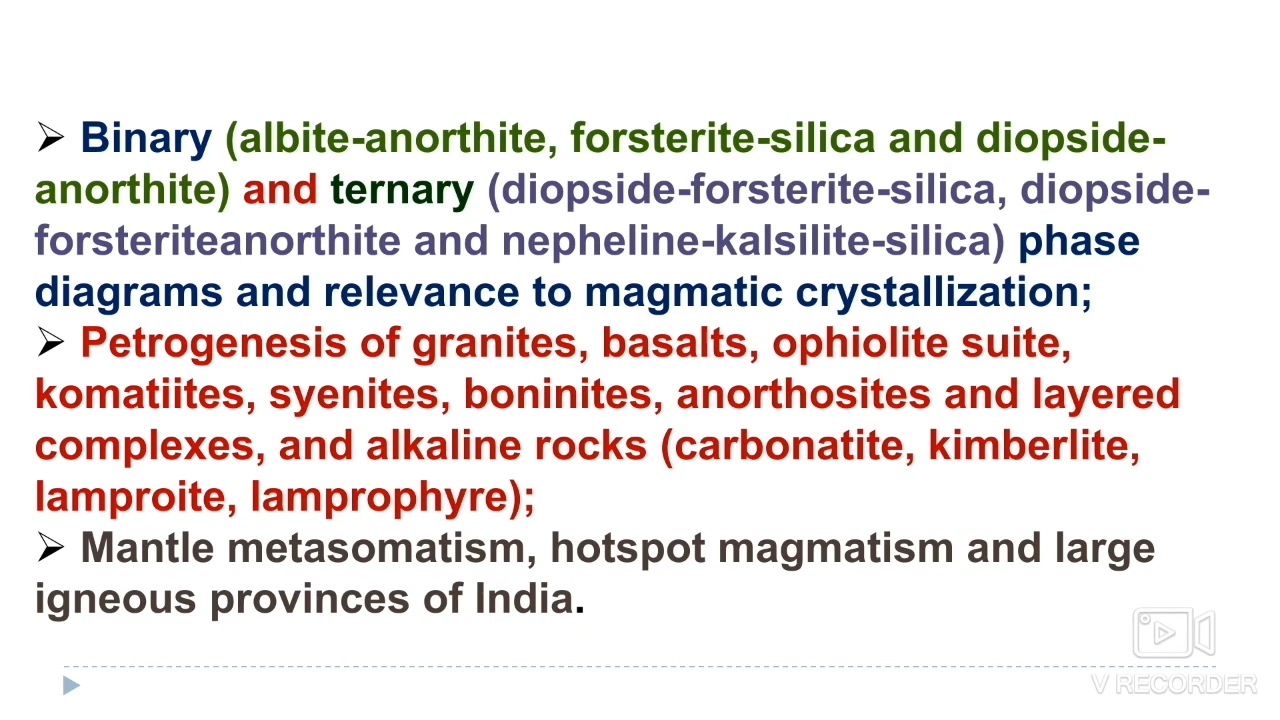 ➢ Binary (albite-anorthite, forsterite-silica and diopside-
anorthite) and ternary (diopside-forsterite-silica, diopside-
forsteriteanorthite and nepheline-kalsilite-silica) phase
diagrams and relevance to magmatic crystallization;
➢ Petrogenesis of granites, basalts, ophiolite suite,
komatiites, syenites, boninites, anorthosites and layered
complexes, and alkaline rocks (carbonatite, kimberlite,
lamproite, lamprophyre);
➢ Mantle metasomatism, hotspot magmatism and large
igneous provinces of India.
V RECORDER